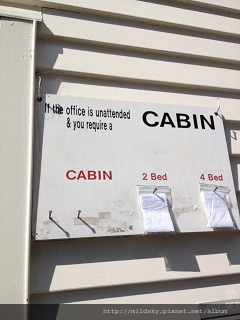 If the office is unattended
& you require a
CABIN
CABIN
2 Bed
4 Bed
http://mildsky.pixnet.net/album